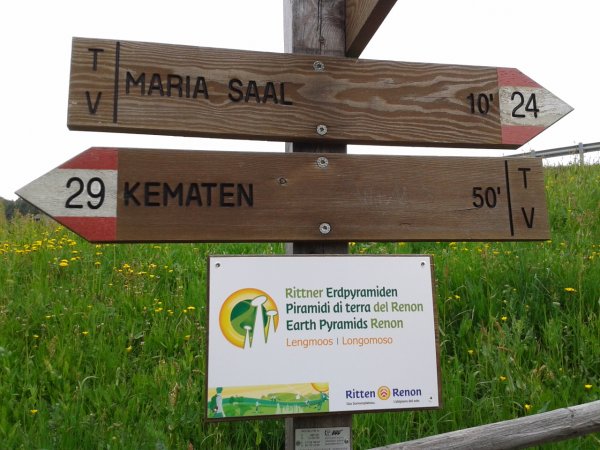 T
V
MARIA SAAL 10' 24
29 KEMATEN 50'
T
V
Rittner Erdpyramiden
Piramidi di terra del Renon
Earth Pyramids Renon
Lengmoos | Longomoso
Ritten Renon